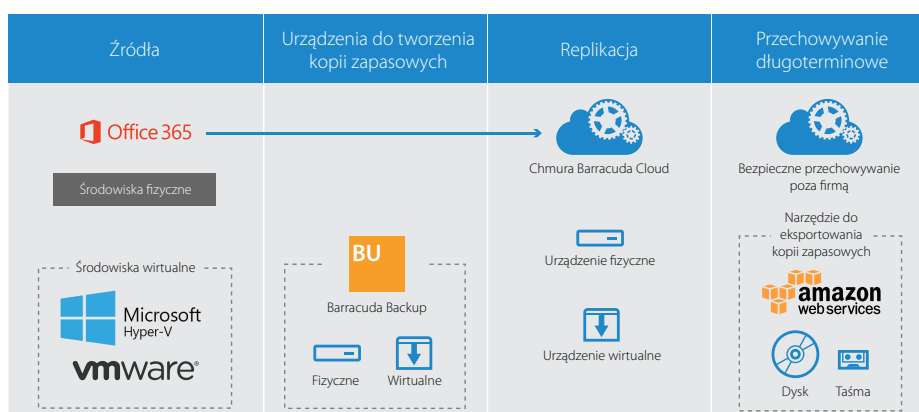 Źródła
Urządzenia do tworzenia
kopii zapasowych
Replikacja
Przechowywanie
długoterminowe
Office 365
Środowiska fizyczne
Środowiska wirtualne
Microsoft
Hyper-V
vmware®
BU
Barracuda Backup
Fizyczne
Wirtualne
Chmura Barracuda Cloud
Urządzenie fizyczne
Urządzenie wirtualne
Bezpieczne przechowywanie
poza firmą
Narzędzie do
eksportowania
kopii zapasowych
amazon
webservices
Dysk
Taśma